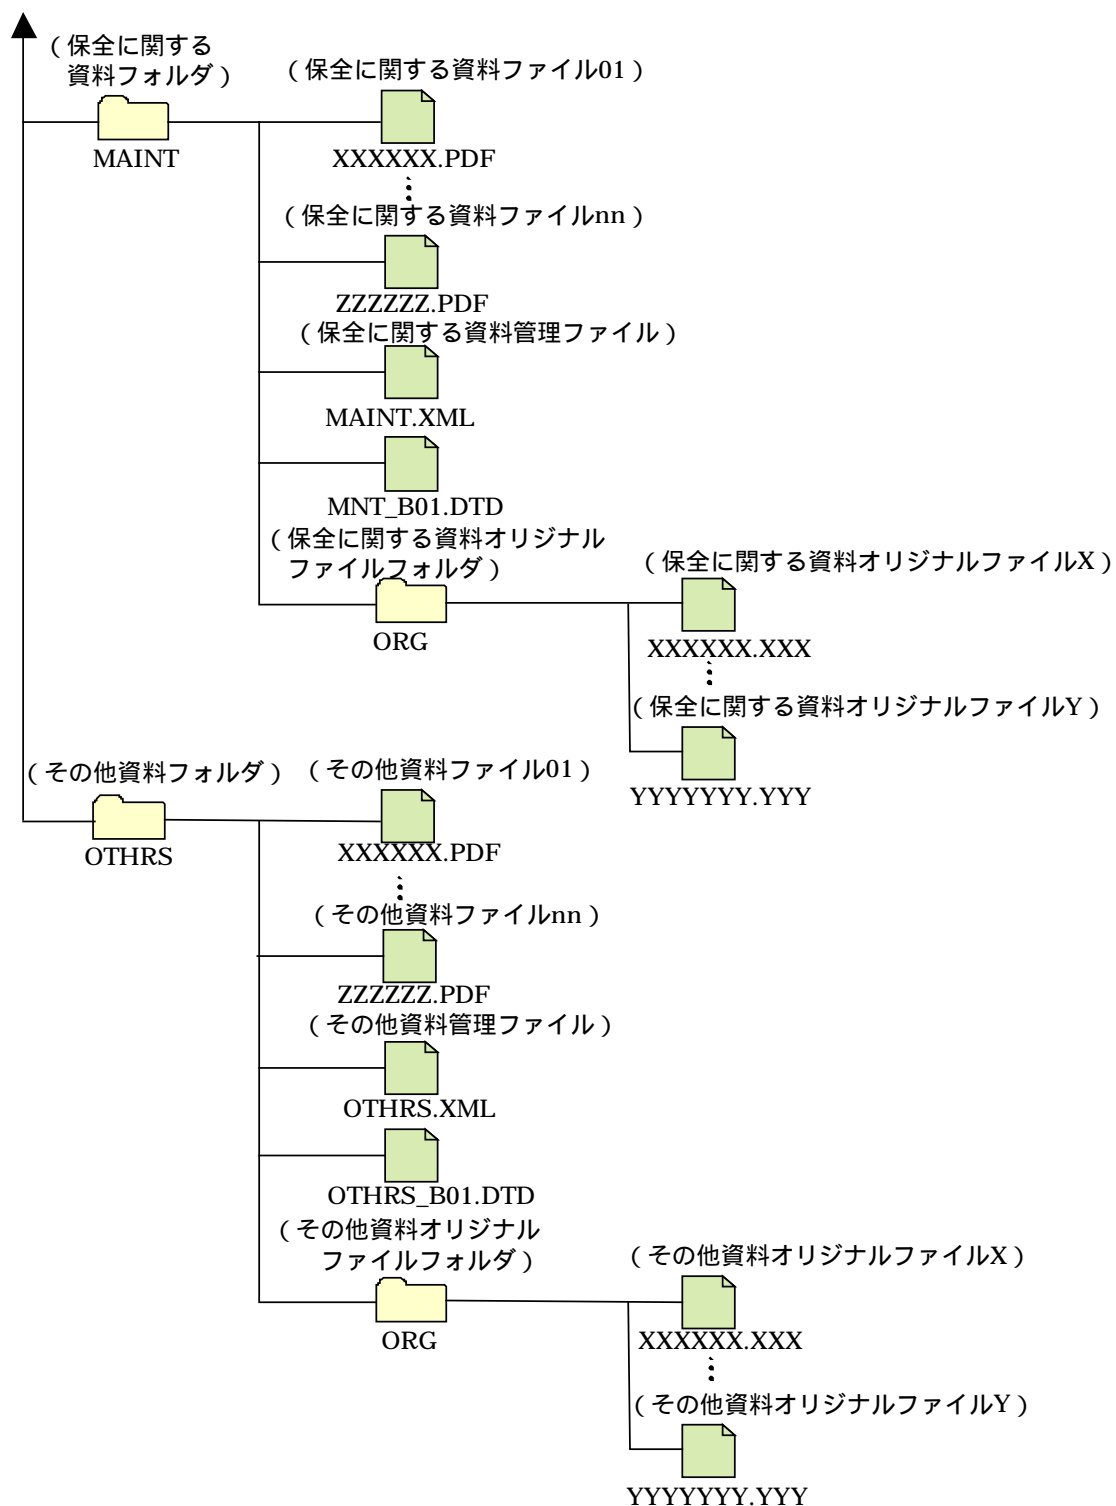 （保全に関する
資料フォルダ）
MAINT
（保全に関する資料ファイル01）
XXXXXX.PDF
（保全に関する資料ファイルnn）
ZZZZZZ.PDF
（保全に関する資料管理ファイル）
MAINT.XML
MNT_B01.DTD
（保全に関する資料オリジナル
ファイルフォルダ）
ORG
（保全に関する資料オリジナルファイルX）
XXXXXX.XXX
（保全に関する資料オリジナルファイルY）
YYYYYYY.YYY
（その他資料フォルダ）
OTHRS
（その他資料ファイル01）
XXXXXX.PDF
（その他資料ファイルnn）
ZZZZZZ.PDF
（その他資料管理ファイル）
OTHRS.XML
OTHRS_B01.DTD
（その他資料オリジナル
ファイルフォルダ）
ORG
（その他資料オリジナルファイルX）
XXXXXX.XXX
（その他資料オリジナルファイルY）
YYYYYYY.YYY